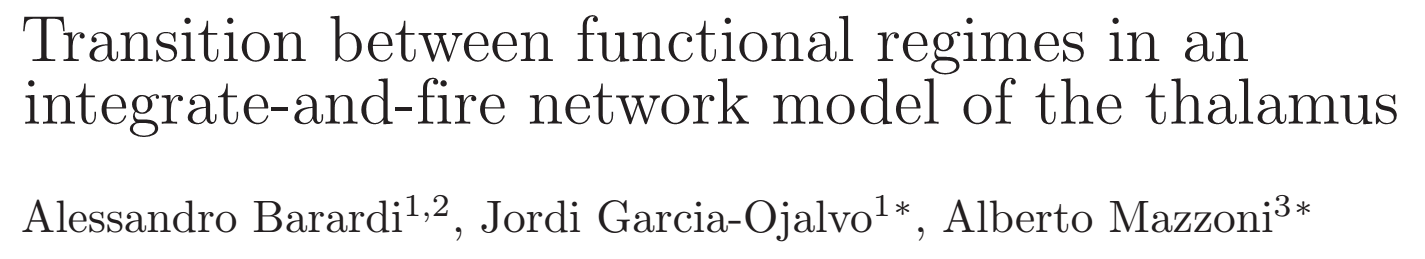 Transition between functional regimes in an
integrate-and-fire network model of the thalamus
Alessandro Barardi1,2, Jordi Garcia-Ojalvo1*, Alberto Mazzoni3*